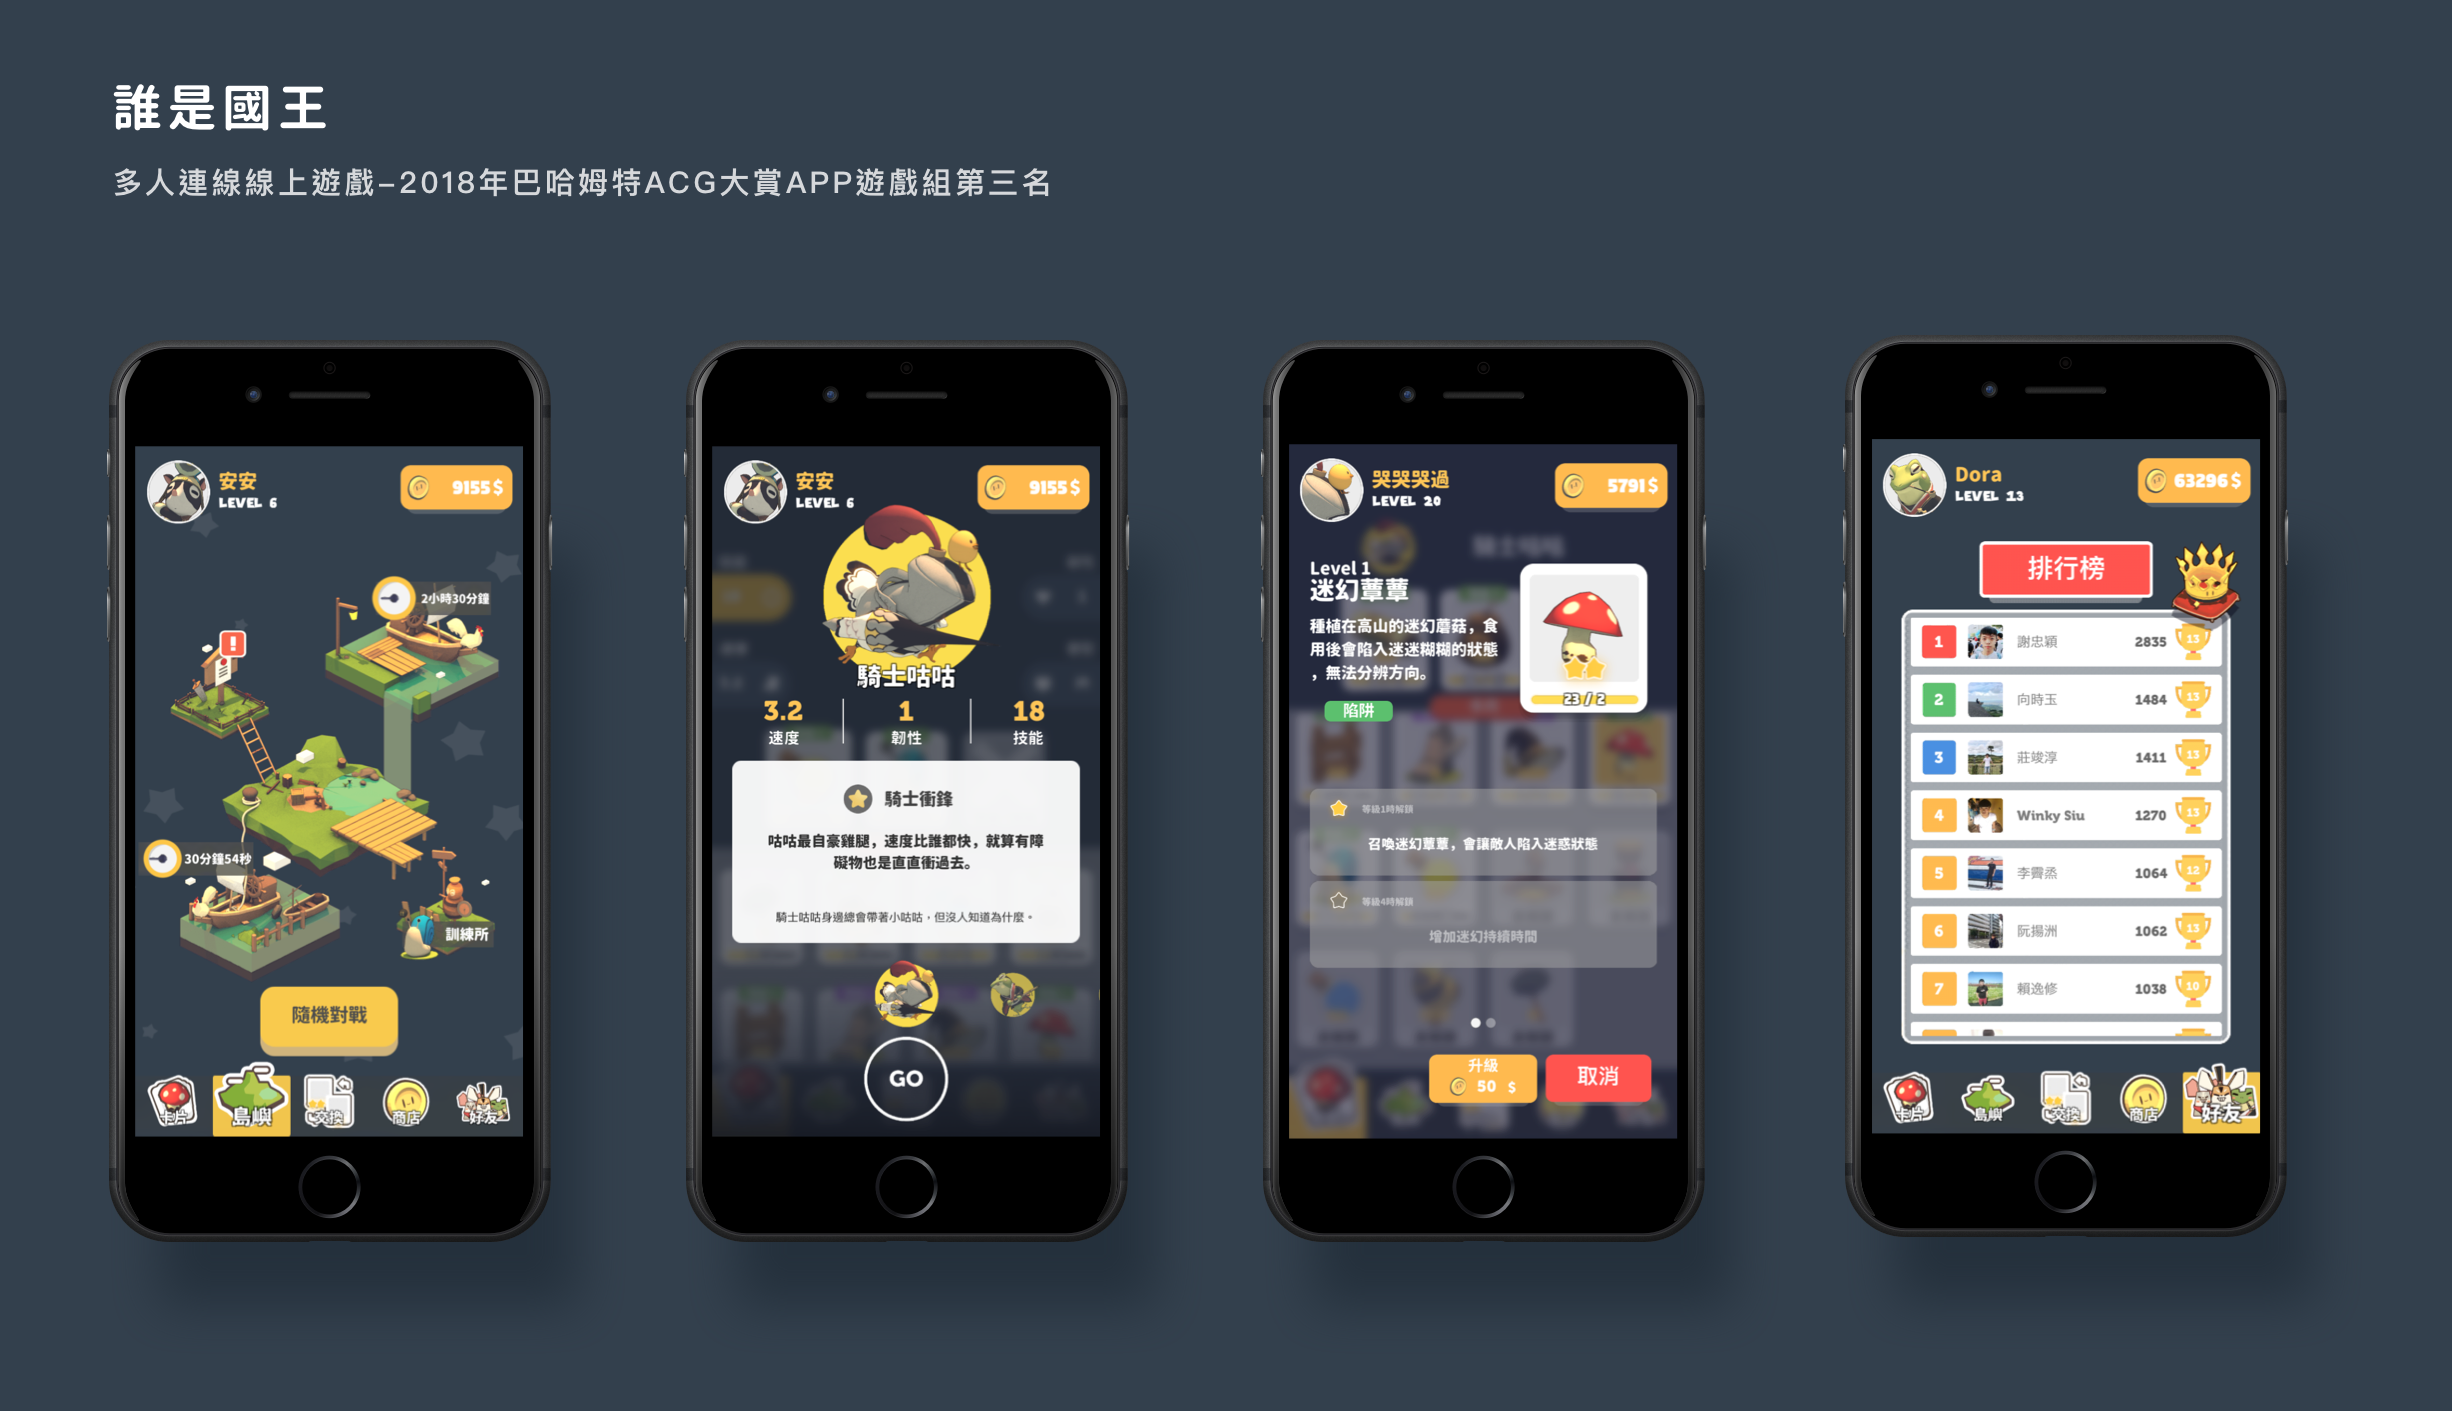 誰是國王
多人連線線上遊戲-2018年巴哈姆特ACG大賞APP遊戲組第三名
安安
LEVEL 6
9155$
2小時30分鐘
!
30分鐘54秒
訓練所
隨機對戰
卡片
島嶼
交換
商店
好友
安安
LEVEL 6
9155$
騎士咕咕
3.2
速度
1
韌性
18
技能
騎士衝鋒
咕咕最自豪雞腿，速度比誰都快，就算有障
礙物也是直直衝過去。
騎士咕咕身邊總會帶著小咕咕，但沒人知道為什麼。
GO
哭哭哭過
LEVEL 20
5791$
Level 1
迷幻蕈蕈
種植在高山的迷幻蘑菇，食
用後會陷入迷迷糊糊的狀態
，無法分辨方向。
陷阱
23 / 2
等級1時解鎖
召喚迷幻蕈蕈，會讓敵人陷入迷惑狀態
等級4時解鎖
增加迷幻持續時間
升級
50 $
取消
Dora
LEVEL 13
63296$
排行榜
1 謝忠穎 2835 13
2 向時玉 1484 13
3 莊竣淳 1411 13
4 Winky Siu 1270 13
5 李霽烝 1064 12
6 阮揚洲 1062 13
7 賴逸修 1038 10
卡片
島嶼
交換
商店
好友